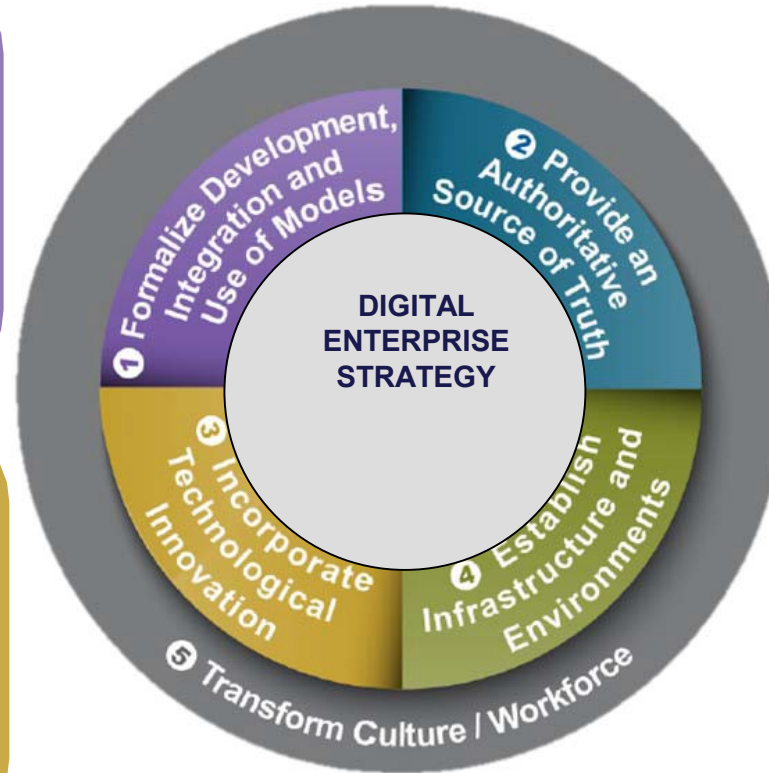 1 Formalize Development,
Integration and
Use of Models
2 Provide an
Authoritative
Source of Truth
DIGITAL
ENTERPRISE
STRATEGY
3 Incorporate
Technological
Innovation
4 Establish
Infrastructure and
Environments
5 Transform Culture / Workforce